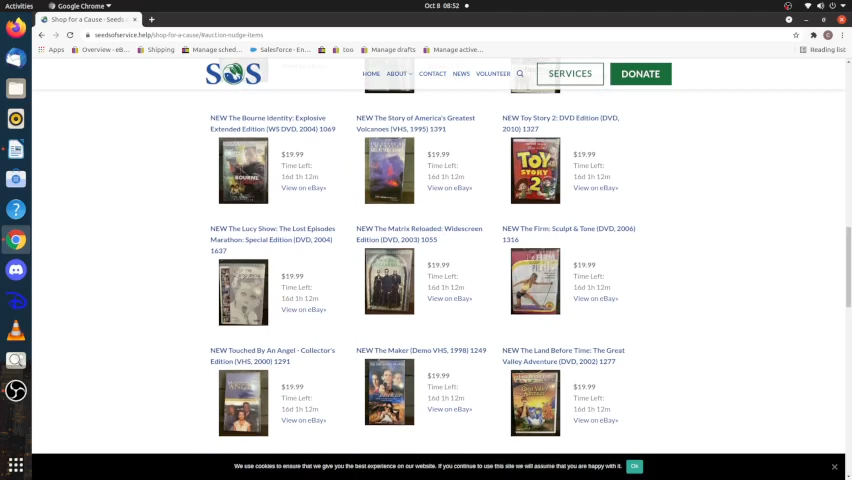 Activities
Google Chrome
Oct 8 08:52
Shop for a Cause - Seeds o
seedsofservice.help/shop-for-a-cause/#auction-nudge-items
Apps
Overview - eB...
Shipping
Manage sched...
Salesforce - En...
too
Manage drafts
Manage active...
Reading list
SOS
HOME
ABOUT
CONTACT
NEWS
VOLUNTEER
SERVICES
DONATE
NEW The Bourne Identity: Explosive
Extended Edition (WS DVD, 2004) 1069
$19.99
Time Left:
16d 1h 12m
View on eBay»
NEW The Story of America's Greatest
Volcanoes (VHS, 1995) 1391
$19.99
Time Left:
16d 1h 12m
View on eBay»
NEW Toy Story 2: DVD Edition (DVD,
2010) 1327
TOY
STORY
2
$19.99
Time Left:
16d 1h 12m
View on eBay»
NEW The Lucy Show: The Lost Episodes
Marathon: Special Edition (DVD, 2004)
1637
$19.99
Time Left:
16d 1h 12m
View on eBay»
NEW The Matrix Reloaded: Widescreen
Edition (DVD, 2003) 1055
$19.99
Time Left:
16d 1h 12m
View on eBay»
NEW The Firm: Sculpt & Tone (DVD, 2006)
1316
$19.99
Time Left:
16d 1h 12m
View on eBay»
NEW Touched By An Angel - Collector's
Edition (VHS, 2000) 1291
$19.99
Time Left:
16d 1h 12m
View on eBay»
NEW The Maker (Demo VHS, 1998) 1249
$19.99
Time Left:
16d 1h 12m
View on eBay»
NEW The Land Before Time: The Great
Valley Adventure (DVD, 2002) 1277
$19.99
Time Left:
16d 1h 12m
View on eBay»
We use cookies to ensure that we give you the best experience on our website. If you continue to use this site we will assume that you are happy with it.
Ok